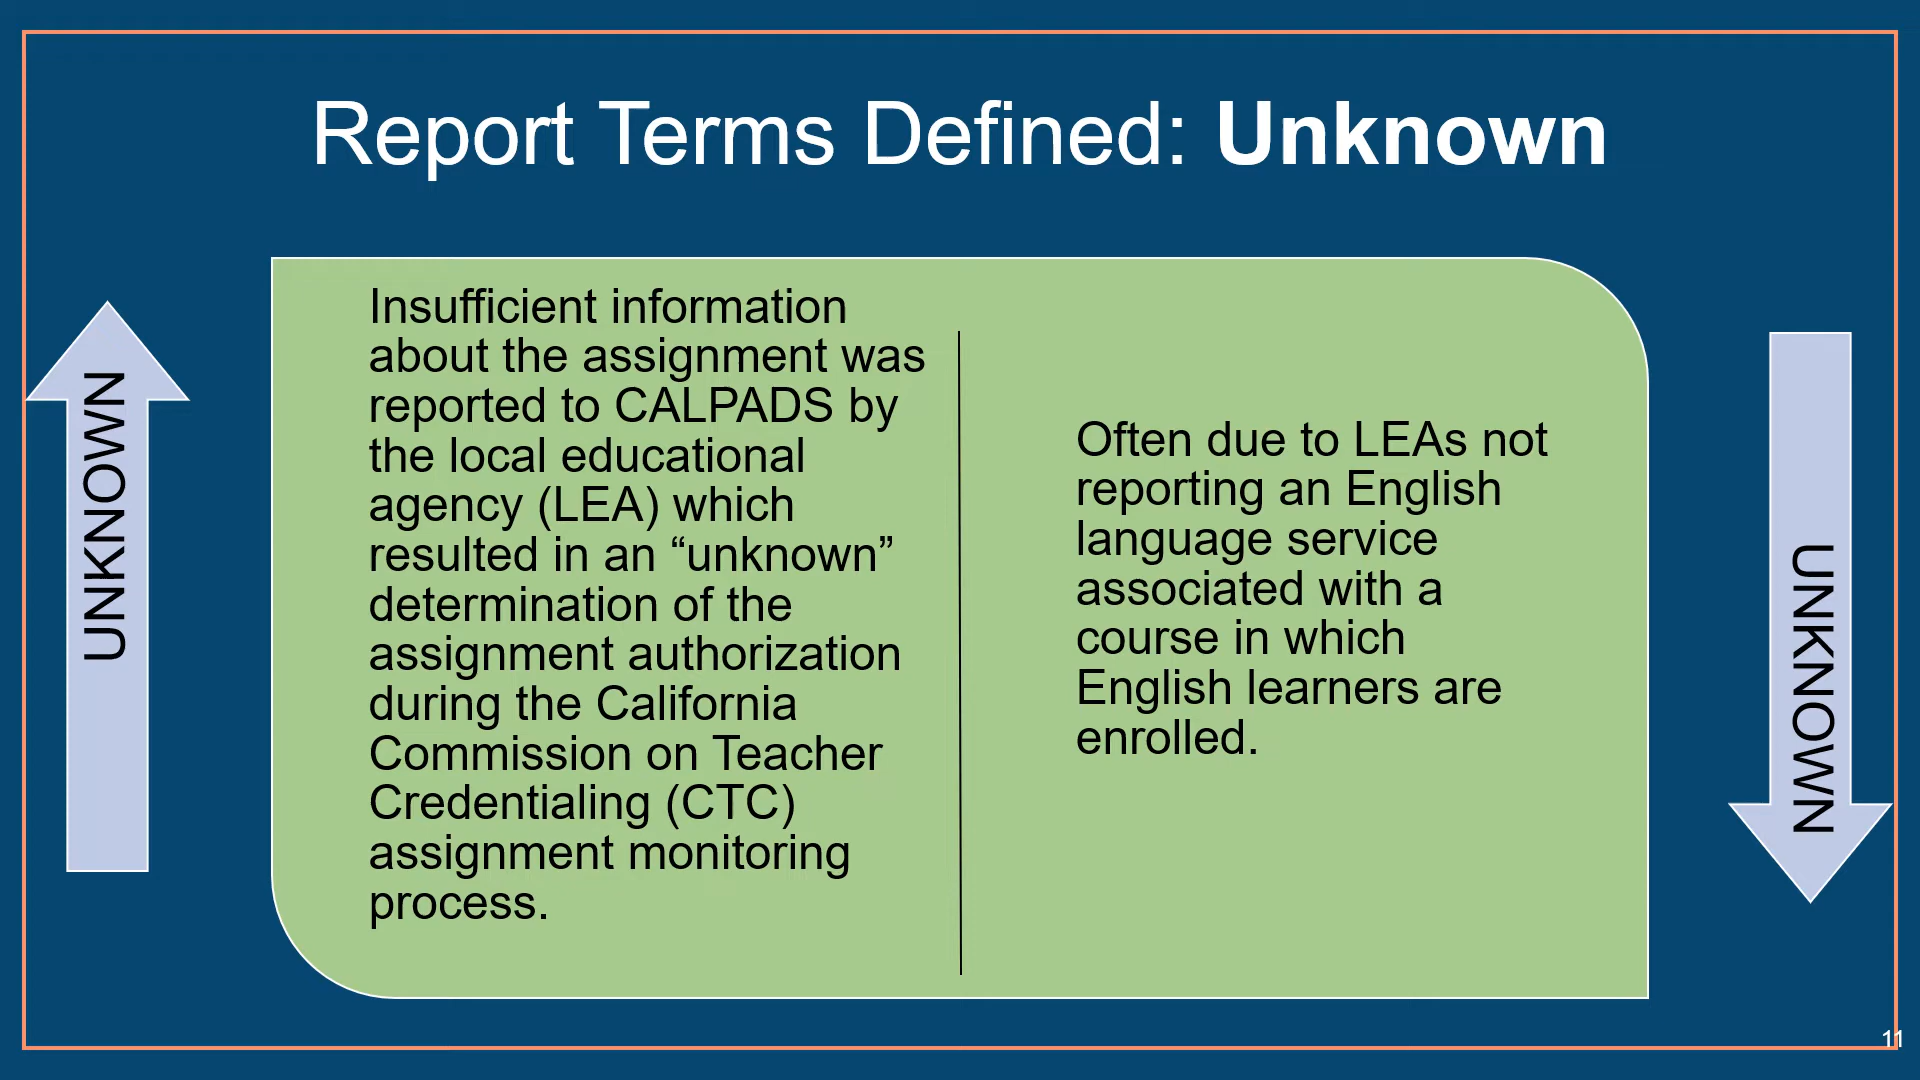 Report Terms Defined: Unknown
UNKNOWN
Insufficient information
about the assignment was
reported to CALPADS by
the local educational
agency (LEA) which
resulted in an “unknown”
determination of the
assignment authorization
during the California
Commission on Teacher
Credentialing (CTC)
assignment monitoring
process.
Often due to LEAs not
reporting an English
language service
associated with a
course in which
English learners are
enrolled.
UNKNOWN
11